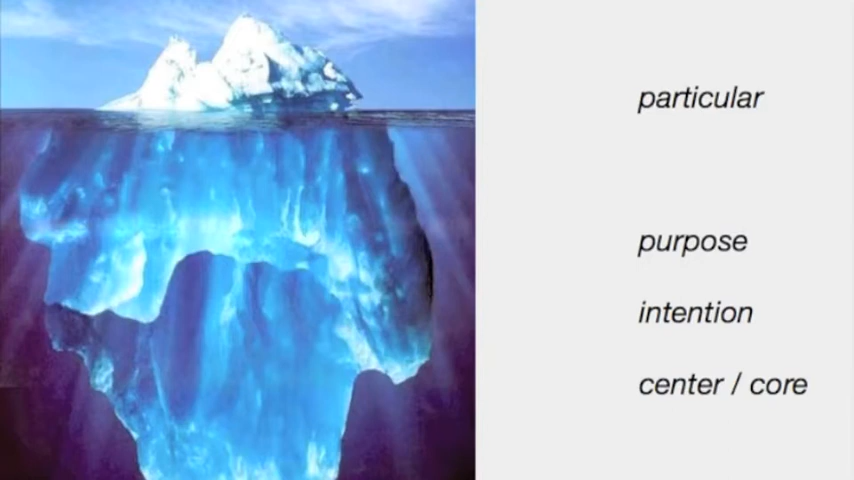 particular
purpose
intention
center / core